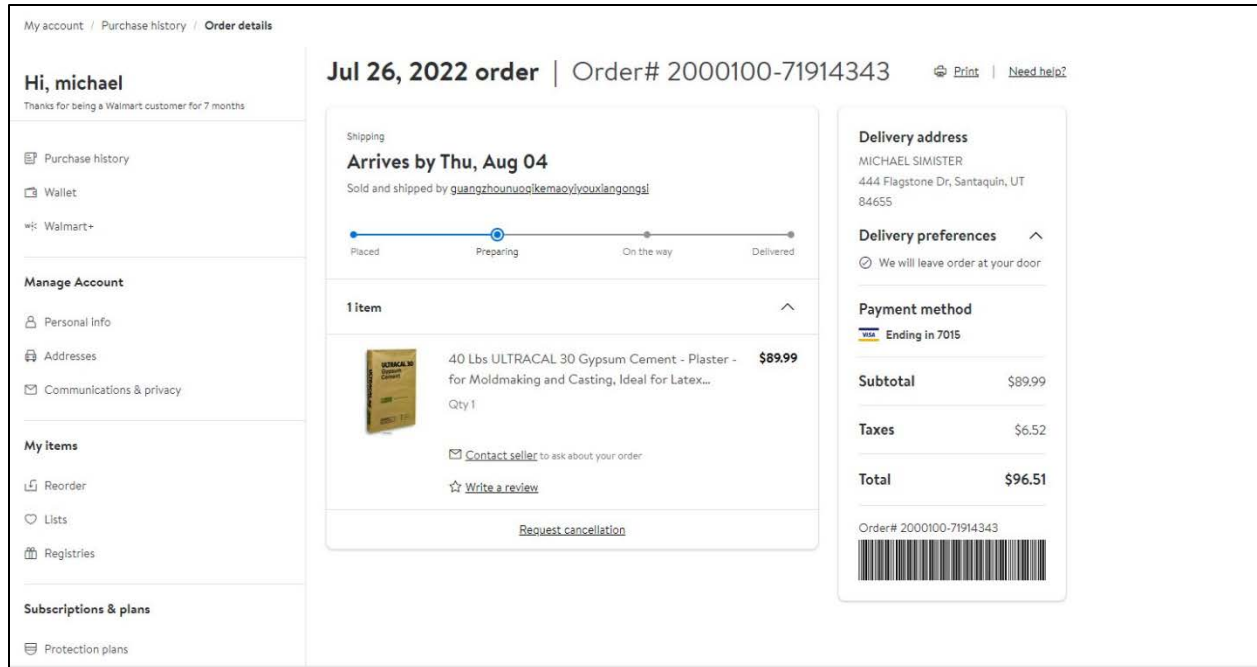 My account / Purchase history / Order details
Hi, michael
Thanks for being a Walmart customer for 7 months
Purchase history
Wallet
Walmart+
Manage Account
Personal info
Addresses
Communications & privacy
My items
Reorder
Lists
Registries
Subscriptions & plans
Protection plans
Jul 26, 2022 order | Order# 2000100-71914343
Print | Need help?
Shipping
Arrives by Thu, Aug 04
Sold and shipped by guangzhounuoqikemaoyiyouxiangongsi
Placed Preparing On the way Delivered
1 item
ULTRACAL 30
Gypsum
Cement
40 Lbs ULTRACAL 30 Gypsum Cement - Plaster - $89.99
for Moldmaking and Casting, Ideal for Latex...
Qty 1
Contact seller to ask about your order
Write a review
Request cancellation
Delivery address
MICHAEL SIMISTER
444 Flagstone Dr, Santaquin, UT
84655
Delivery preferences
We will leave order at your door
Payment method
VISA Ending in 7015
Subtotal $89.99
Taxes $6.52
Total $96.51
Order# 2000100-71914343